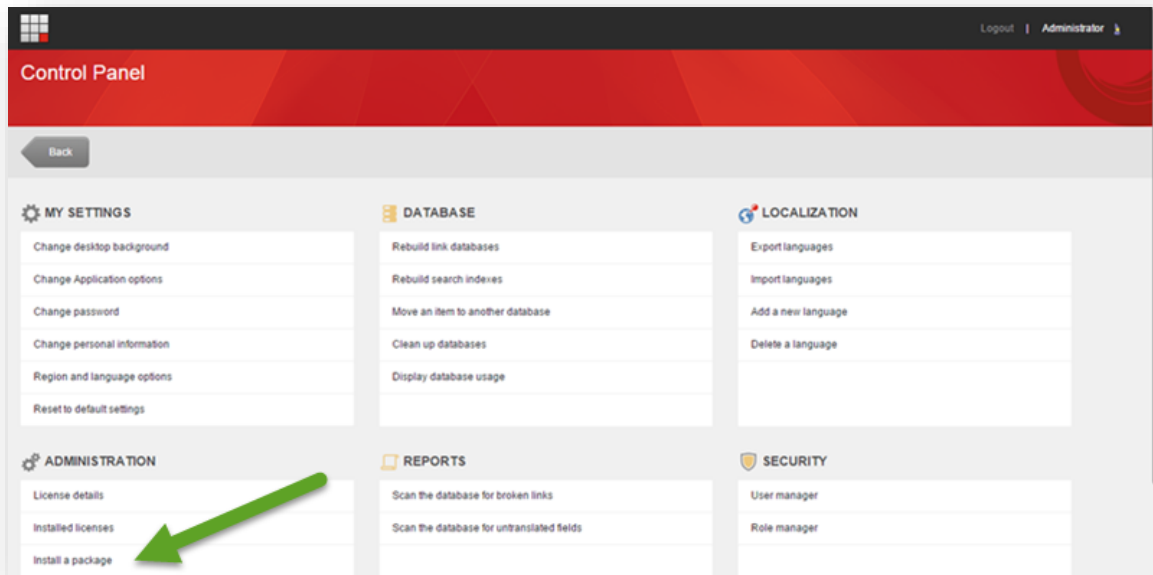 Logout | Administrator
Control Panel
Back
MY SETTINGS
Change desktop background
Change Application options
Change password
Change personal information
Region and language options
Reset to default settings
DATABASE
Rebuild link databases
Rebuild search indexes
Move an item to another database
Clean up databases
Display database usage
LOCALIZATION
Export languages
Import languages
Add a new language
Delete a language
ADMINISTRATION
License details
Installed licenses
Install a package
REPORTS
Scan the database for broken links
Scan the database for untranslated fields
SECURITY
User manager
Role manager